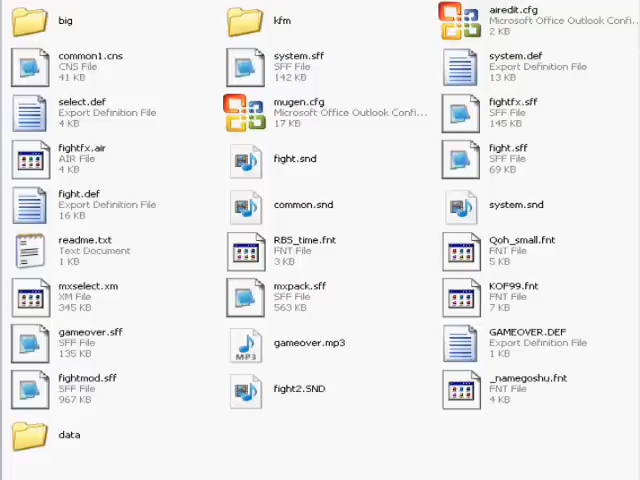 big
kfm
airedit.cfg
Microsoft Office Outlook Confi...
2 KB
common1.cns
CNS File
41 KB
system.sff
SFF File
142 KB
system.def
Export Definition File
13 KB
select.def
Export Definition File
4 KB
mugen.cfg
Microsoft Office Outlook Confi...
17 KB
fightfx.sff
SFF File
145 KB
fightfx.air
AIR File
4 KB
fight.snd
fight.sff
SFF File
69 KB
fight.def
Export Definition File
16 KB
common.snd
system.snd
readme.txt
Text Document
1 KB
RBS_time.fnt
FNT File
3 KB
Qoh_small.fnt
FNT File
5 KB
mxselect.xm
XM File
345 KB
mxpack.sff
SFF File
563 KB
KOF99.fnt
FNT File
7 KB
gameover.sff
SFF File
135 KB
MP3
gameover.mp3
GAMEOVER.DEF
Export Definition File
1 KB
fightmod.sff
SFF File
967 KB
fight2.SND
_namegoshu.fnt
FNT File
4 KB
data